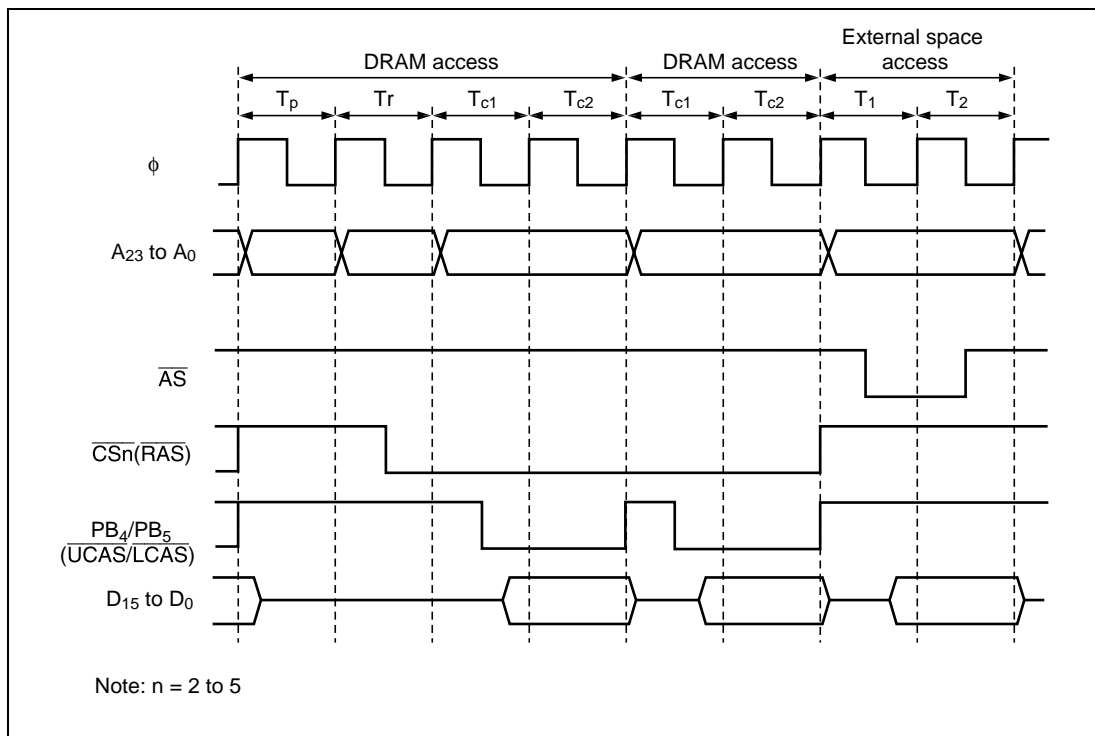 External space
DRAM access DRAM access access
Tp Tr Tc1 Tc2 Tc1 Tc2 T1 T2
ϕ
A23 to A0
AS
CSn(RAS)
PB4/PB5
(UCAS/LCAS)
D15 to D0
Note: n = 2 to 5